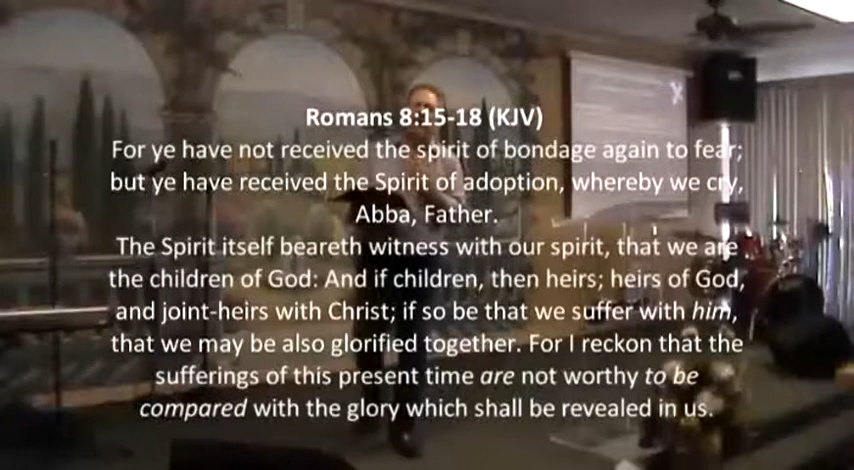 Romans 8:15-18 (KJV)
For ye have not received the spirit of bondage again to fear;
but ye have received the Spirit of adoption, whereby we cry,
Abba, Father.
The Spirit itself beareth witness with our spirit, that we are
the children of God: And if children, then heirs; heirs of God,
and joint-heirs with Christ; if so be that we suffer with him,
that we may be also glorified together. For I reckon that the
sufferings of this present time are not worthy to be
compared with the glory which shall be revealed in us.